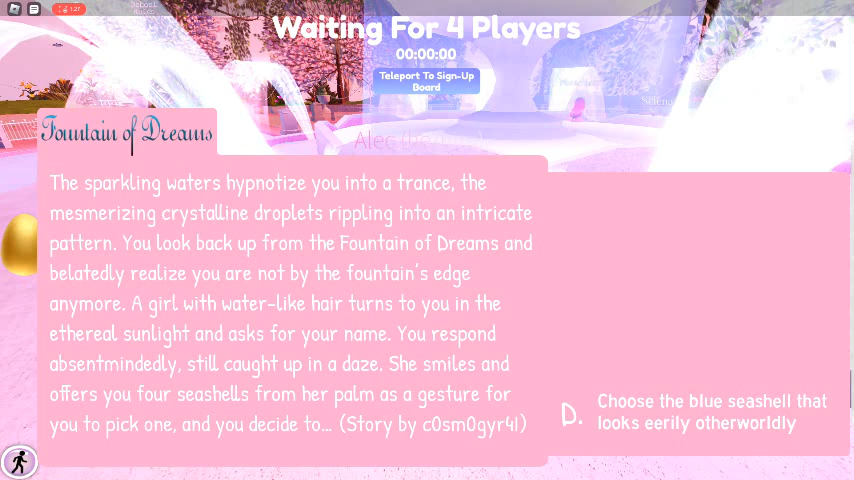 Waiting For 4 Players
00:00:00
Teleport To Sign-Up
Board
Selena
Alec
Fountain of Dreams
The sparkling waters hypnotize you into a trance, the
mesmerizing crystalline droplets rippling into an intricate
pattern. You look back up from the Fountain of Dreams and
belatedly realize you are not by the fountain's edge
anymore. A girl with water-like hair turns to you in the
ethereal sunlight and asks for your name. You respond
absentmindedly, still caught up in a daze. She smiles and
offers you four seashells from her palm as a gesture for
you to pick one, and you decide to... (Story by c0sm0gyr4l)
D. Choose the blue seashell that
looks eerily otherworldly